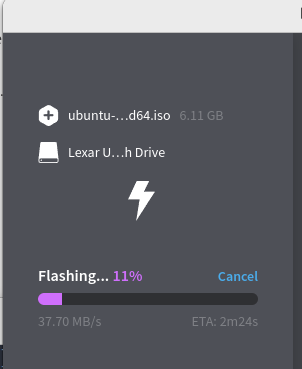 ubuntu-...d64.iso 6.11 GB
Lexar U...h Drive
Flashing... 11% Cancel
37.70 MB/s ETA: 2m24s